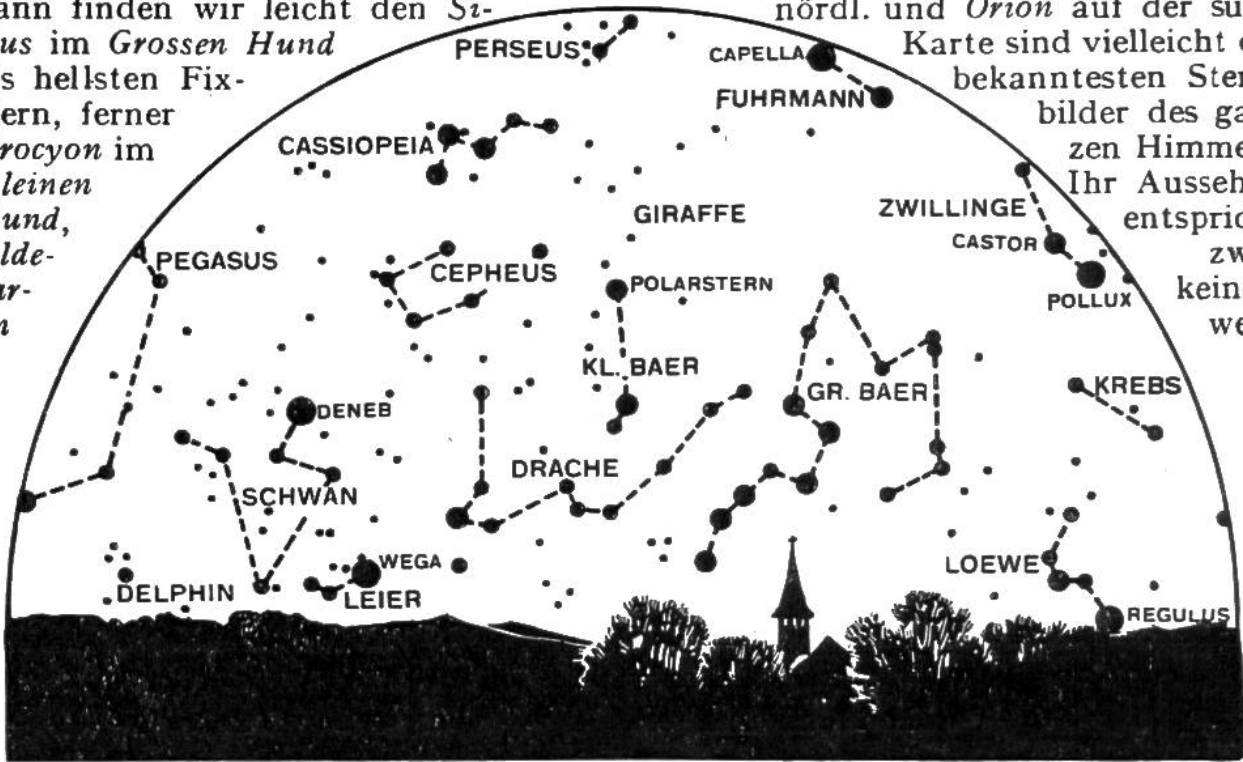 ann finden wir leicht den Si-
us im Grossen Hund
s hellsten Fix-
ern, ferner
rocyon im
leinen
und,
lde-
ar-
nördl. und Orion auf der sü
Karte sind vielleicht
bekanntesten Ster
bilder des ga
zen Himme
Ihr Ausseh
entspric
zw
kein
we
PERSEUS
CAPELLA
FUHRMANN
CASSIOPEIA
GIRAFFE
ZWILLINGE
CASTOR
POLLUX
PEGASUS
CEPHEUS
POLARSTERN
KL. BAER
GR. BAER
KREBS
DENEB
DRACHE
SCHWAN
WEGA
LOEWE
DELPHIN
LEIER
REGULUS